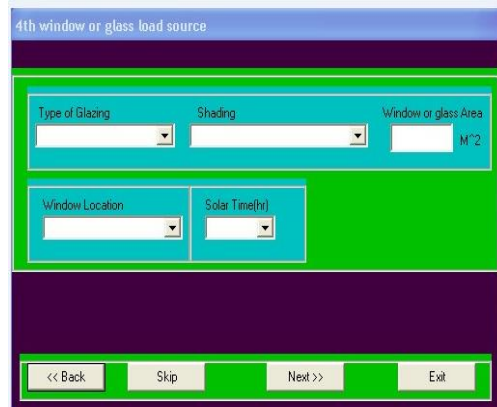 4th window or glass load source
Type of Glazing Shading Window or glass Area
M^2
Window Location Solar Time(hr)
<< Back Skip Next >> Exit